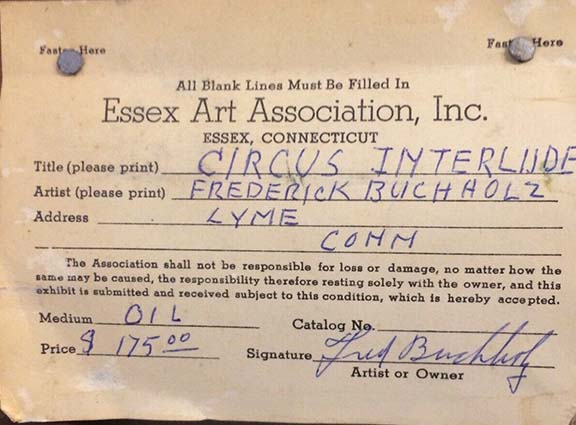 Fasten Here Fasten Here
All Blank Lines Must Be Filled In
Essex Art Association, Inc.
ESSEX, CONNECTICUT
Title (please print) CIRCUS INTERLUDE
Artist (please print) FREDERICK BUCHHOLZ
Address LYME
CONN
The Association shall not be responsible for loss or damage, no matter how the
same may be caused, the responsibility therefore resting solely with the owner, and this
exhibit is submitted and received subject to this condition, which is hereby accepted.
Medium OIL Catalog No.
Price $ 175.00 Signature Fred Buchholz
Artist or Owner